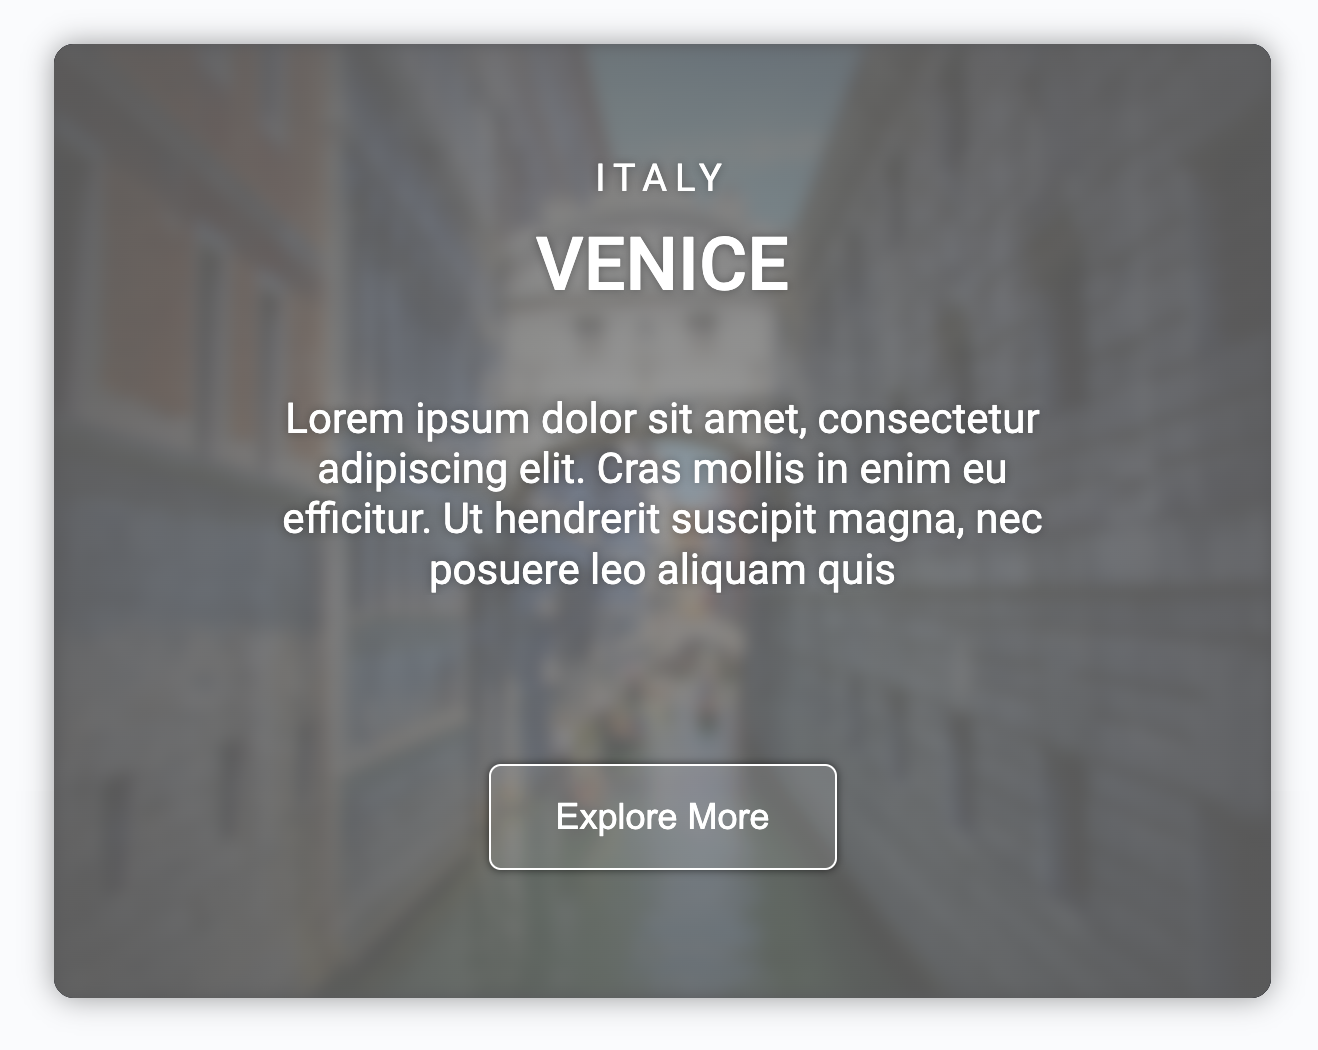 ITALY
VENICE
Lorem ipsum dolor sit amet, consectetur
adipiscing elit. Cras mollis in enim eu
efficitur. Ut hendrerit suscipit magna, nec
posuere leo aliquam quis
Explore More